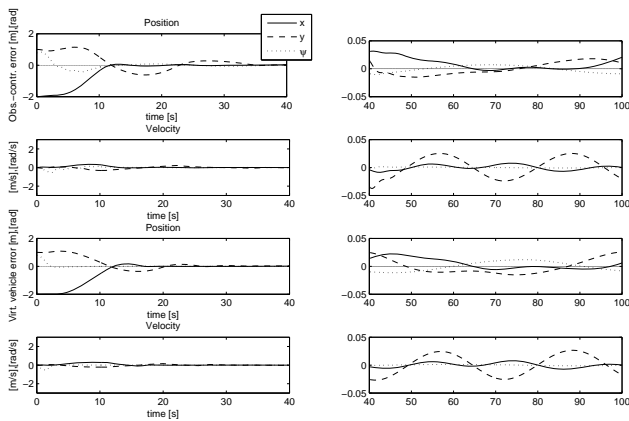 Position
x
y
ψ
Obs.−contr. error [m],[rad]
2
0
−2
0 10 20 30 40
time [s]
0.05
0
−0.05
40 50 60 70 80 90 100
Velocity
[m/s],[rad/s]
2
0
−2
0 10 20 30 40
time [s]
0.05
0
−0.05
40 50 60 70 80 90 100
Position
Virt. vehicle error [m],[rad]
2
0
−2
0 10 20 30 40
time [s]
0.05
0
−0.05
40 50 60 70 80 90 100
Velocity
[m/s],[rad/s]
2
0
−2
0 10 20 30 40
time [s]
0.05
0
−0.05
40 50 60 70 80 90 100